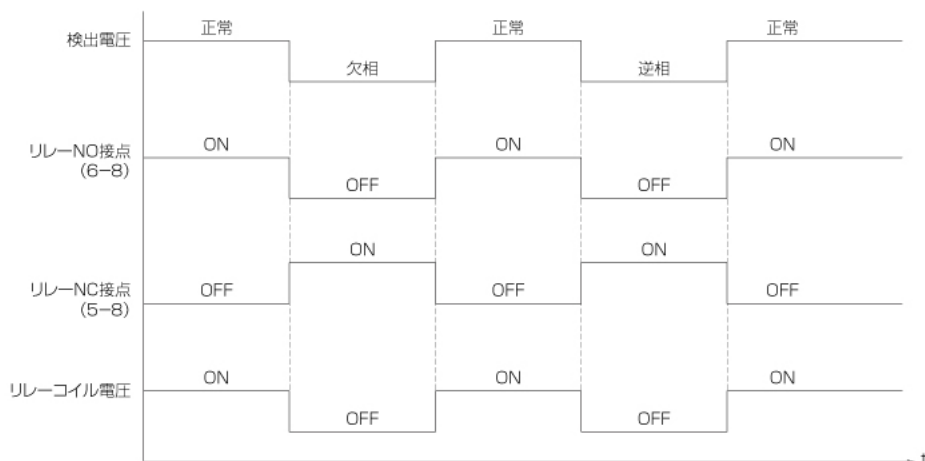 正常 正常 正常
検出電圧
欠相 逆相
ON ON ON
リレーNO接点
(6−8)
OFF OFF
ON ON
リレーNC接点
(5−8)
OFF OFF OFF
ON ON ON
リレーコイル電圧
OFF OFF
t